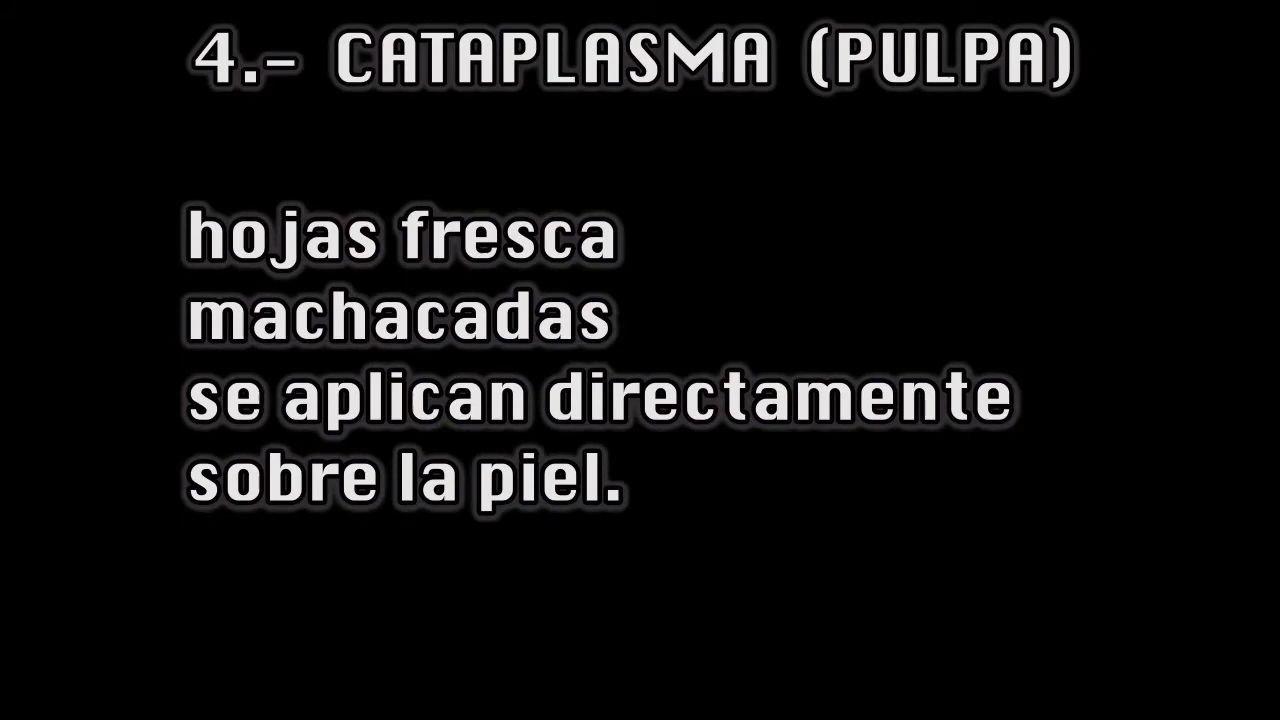 4.- CATAPLASMA (PULPA)
hojas fresca
machacadas
se aplican directamente
sobre la piel.